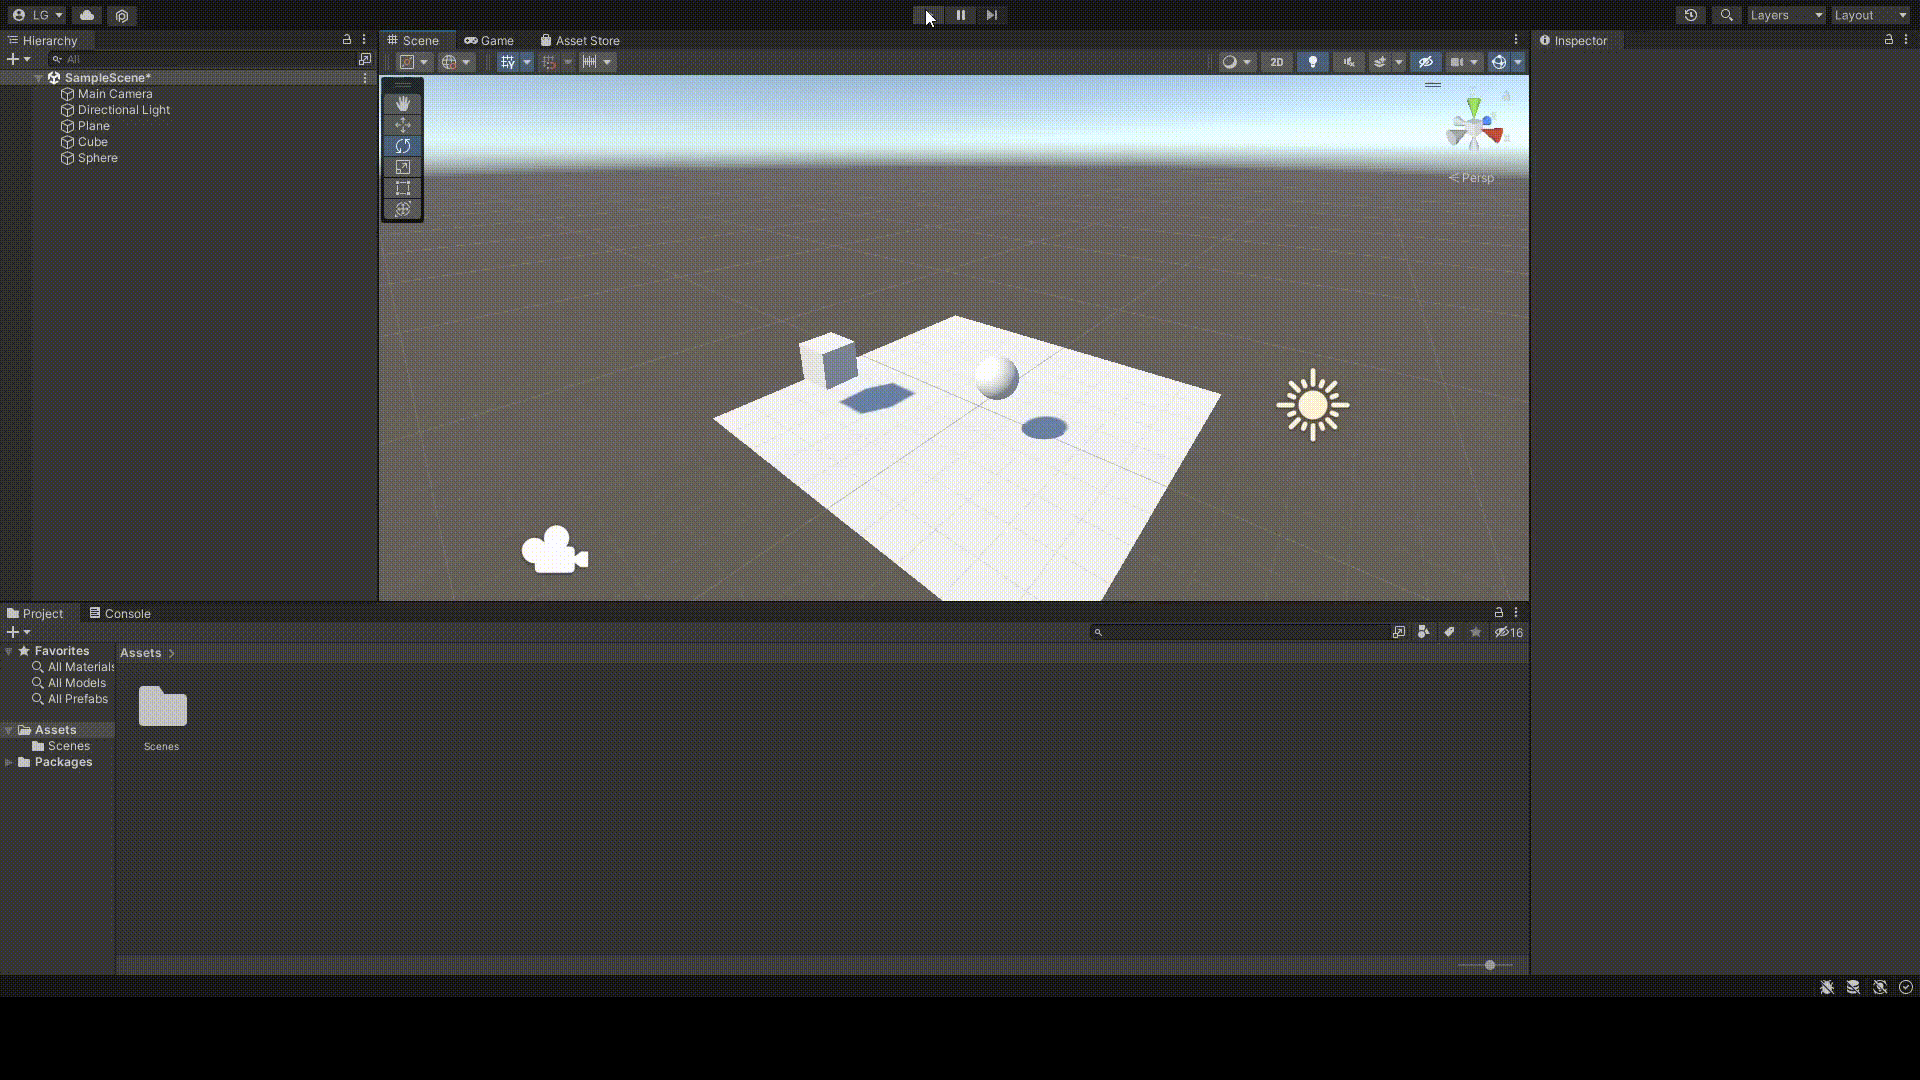 LG
Layers
Layout
Hierarchy
Scene
Game
Asset Store
Inspector
All
2D
SampleScene*
Main Camera
Directional Light
Plane
Cube
Sphere
Persp
Project
Console
16
Favorites
All Materials
All Models
All Prefabs
Assets
Scenes
Packages
Assets >
Scenes